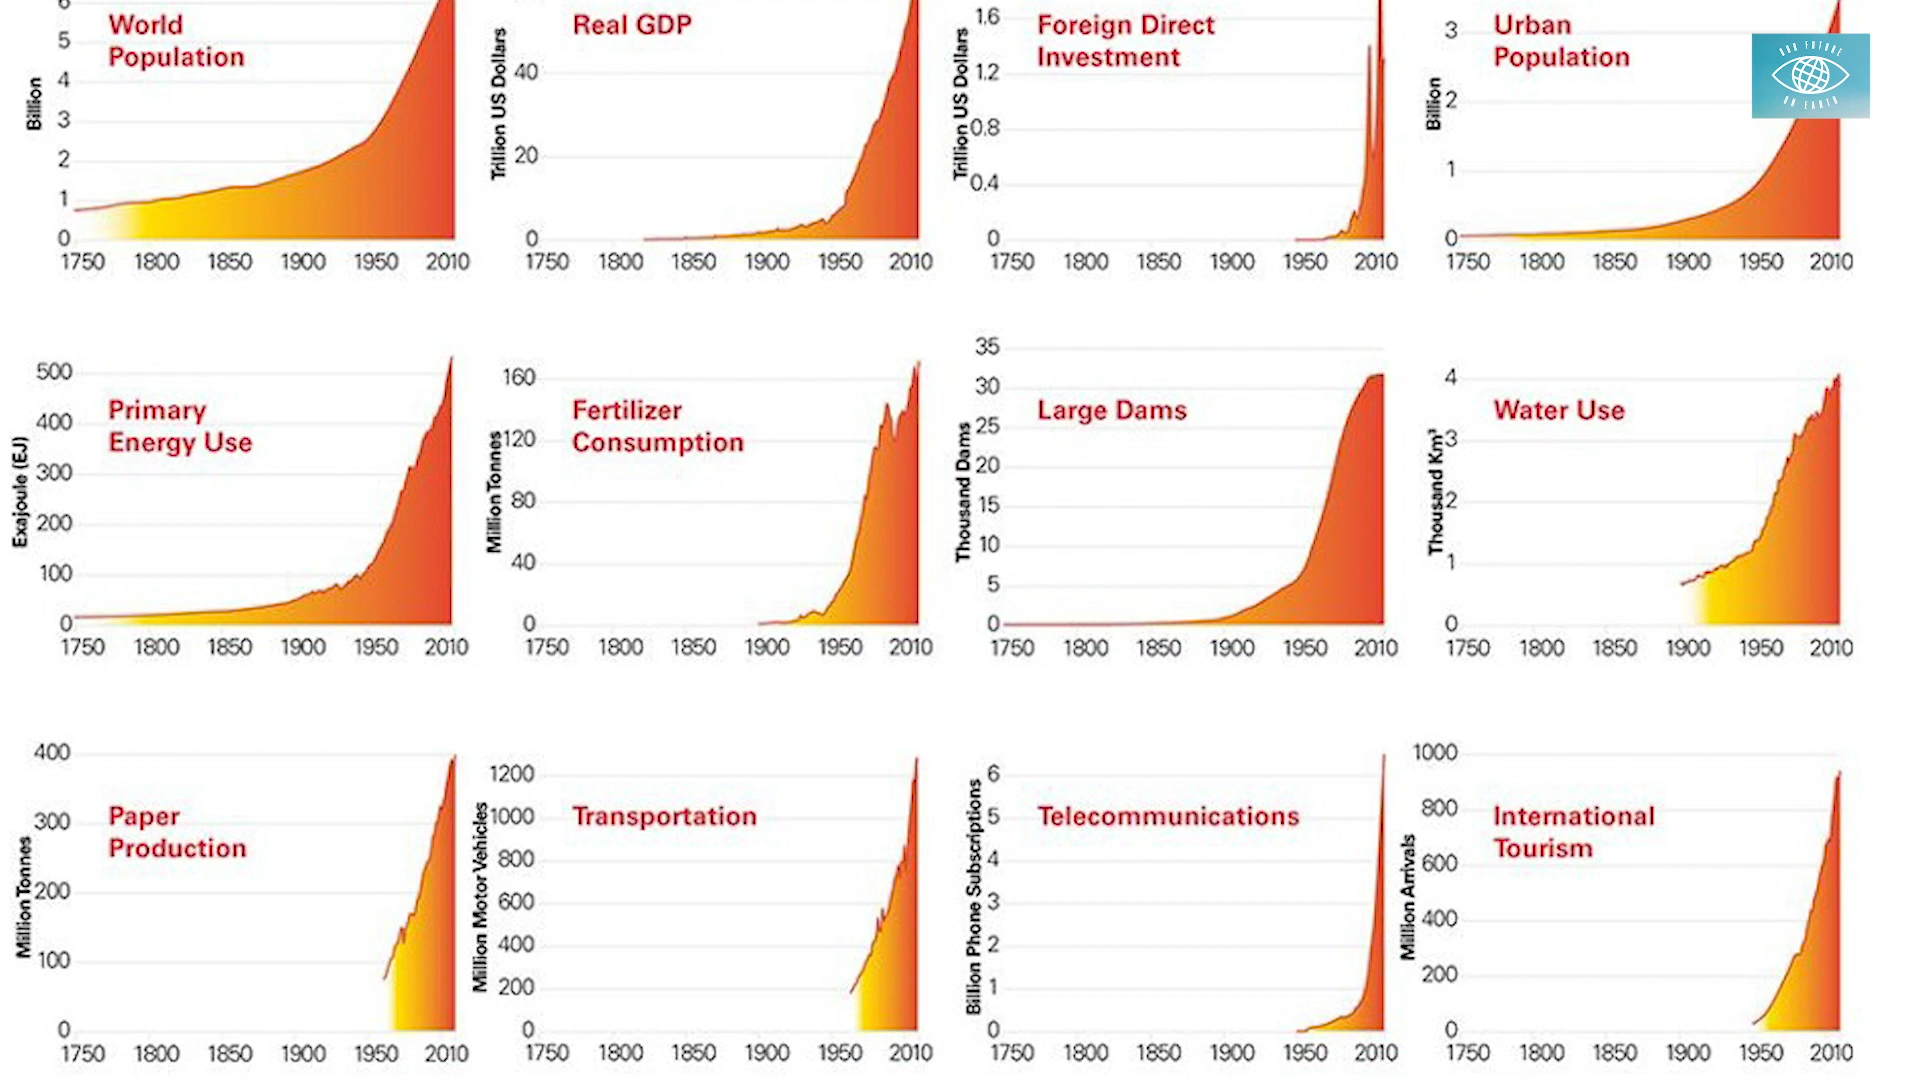 World
Population
Billion
6
5
4
3
2
1
0
1750 1800 1850 1900 1950 2010
Real GDP
Trillion US Dollars
40
20
0
1750 1800 1850 1900 1950 2010
Foreign Direct
Investment
Trillion US Dollars
1.6
1.2
0.8
0.4
0
1750 1800 1850 1900 1950 2010
Urban
Population
Billion
3
2
1
0
1750 1800 1850 1900 1950 2010
OUR FUTURE
ON EARTH
Primary
Energy Use
Exajoule (EJ)
500
400
300
200
100
0
1750 1800 1850 1900 1950 2010
Fertilizer
Consumption
Million Tonnes
160
120
80
40
0
1750 1800 1850 1900 1950 2010
Large Dams
Thousand Dams
35
30
25
20
15
10
5
0
1750 1800 1850 1900 1950 2010
Water Use
Thousand Km³
4
3
2
1
0
1750 1800 1850 1900 1950 2010
Paper
Production
Million Tonnes
400
300
200
100
0
1750 1800 1850 1900 1950 2010
Transportation
Million Motor Vehicles
1200
1000
800
600
400
200
0
1750 1800 1850 1900 1950 2010
Telecommunications
Billion Phone Subscriptions
6
5
4
3
2
1
0
1750 1800 1850 1900 1950 2010
International
Tourism
Million Arrivals
1000
800
600
400
200
0
1750 1800 1850 1900 1950 2010